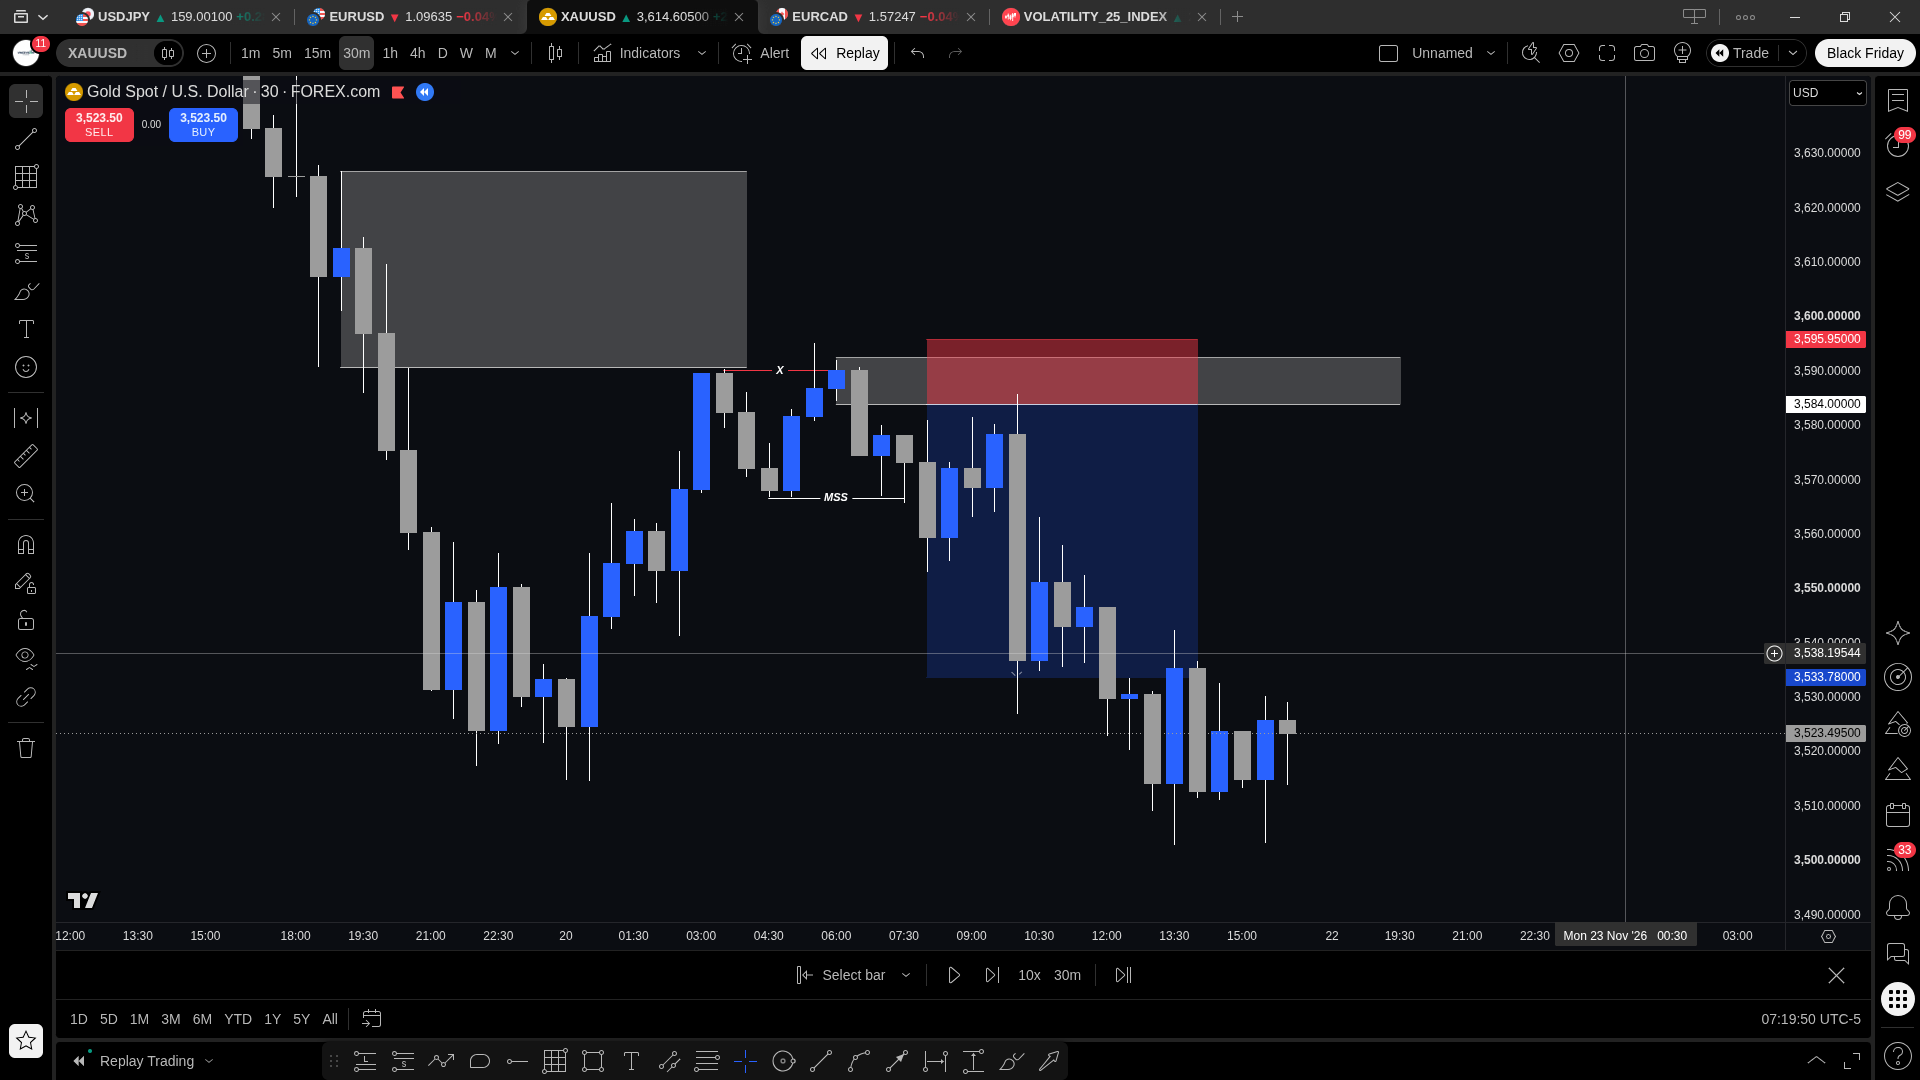 USDJPY 159.00100 +0.2
EURUSD 1.09635 −0.04%
XAUUSD 3,614.60500 +2
EURCAD 1.57247 −0.04%
VOLATILITY_25_INDEX
11
XAUUSD
1m 5m 15m 30m 1h 4h D W M
Indicators
Alert
Replay
Unnamed
Trade
Black Friday
Gold Spot / U.S. Dollar · 30 · FOREX.com
3,523.50
SELL
0.00
3,523.50
BUY
USD
99
3,630.00000
3,620.00000
3,610.00000
3,600.00000
3,595.95000
3,590.00000
3,584.00000
3,580.00000
3,570.00000
3,560.00000
3,550.00000
3,540.00000
3,538.19544
3,533.78000
3,530.00000
3,523.49500
3,520.00000
3,510.00000
3,500.00000
3,490.00000
X
MSS
33
12:00 13:30 15:00 18:00 19:30 21:00 22:30 20 01:30 03:00 04:30 06:00 07:30 09:00 10:30 12:00 13:30 15:00 22 19:30 21:00 22:30 Mon 23 Nov '26 00:30 03:00
Select bar
10x 30m
1D 5D 1M 3M 6M YTD 1Y 5Y All
07:19:50 UTC-5
Replay Trading